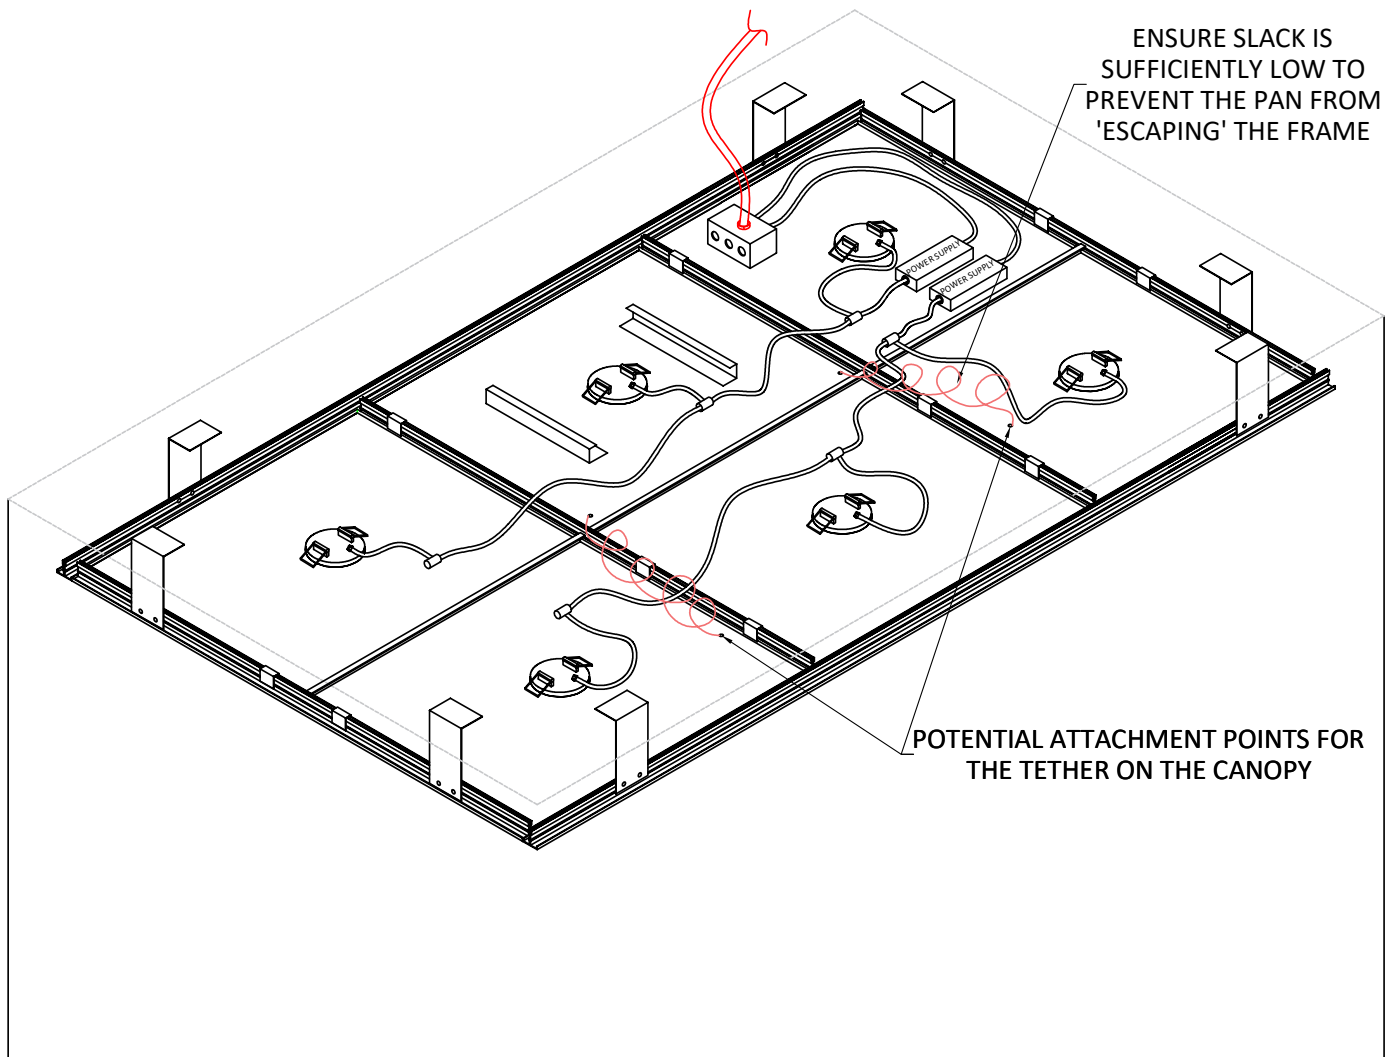 ENSURE SLACK IS
SUFFICIENTLY LOW TO
PREVENT THE PAN FROM
'ESCAPING' THE FRAME
POWER SUPPLY
POWER SUPPLY
POTENTIAL ATTACHMENT POINTS FOR
THE TETHER ON THE CANOPY